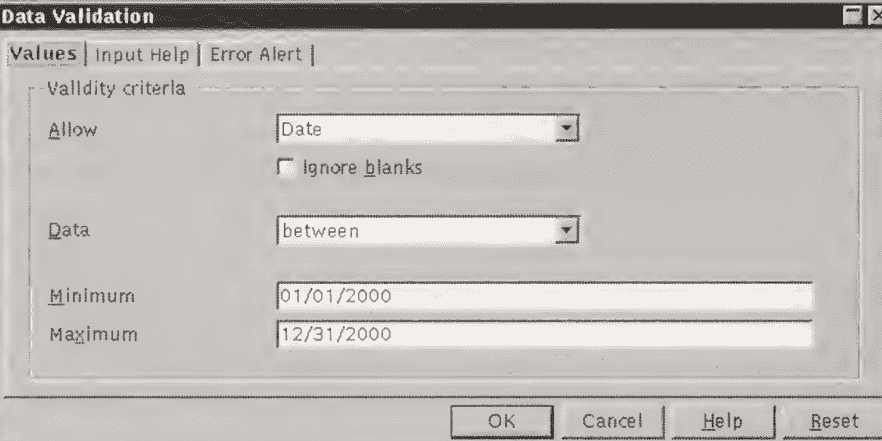 Data Validation
Values | Input Help | Error Alert |
Validity criteria
Allow Date
Ignore blanks
Data between
Minimum 01/01/2000
Maximum 12/31/2000
OK Cancel Help Reset